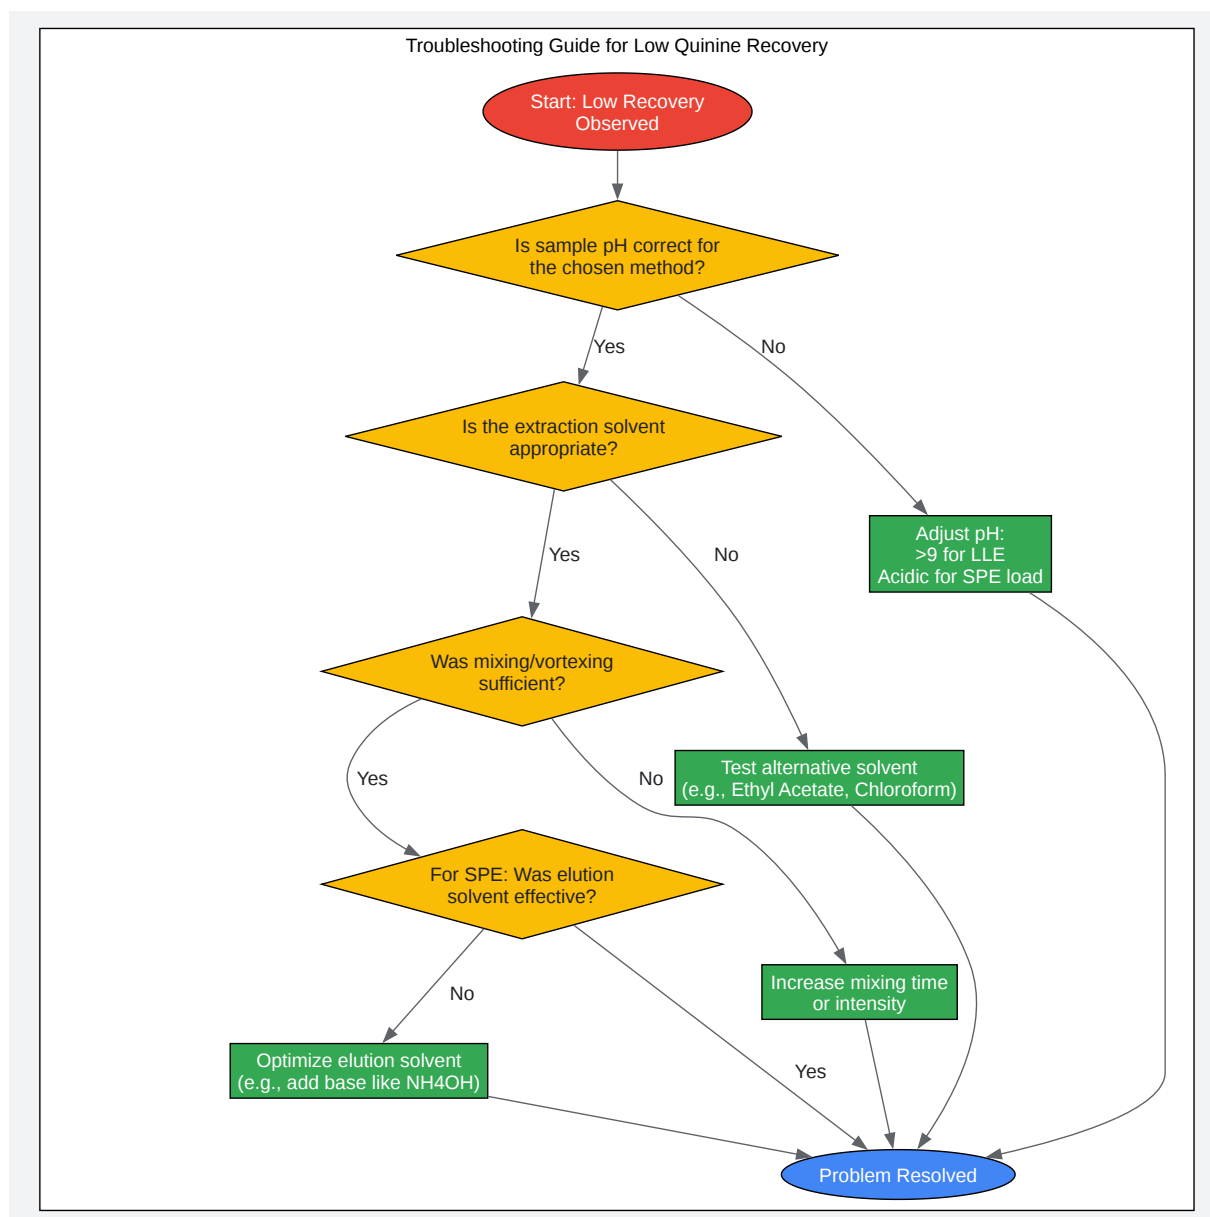 Troubleshooting Guide for Low Quinine Recovery
Start: Low Recovery
Observed
Is sample pH correct for
the chosen method?
Yes
No
Is the extraction solvent
appropriate?
Yes
No
Adjust pH:
>9 for LLE
Acidic for SPE load
Was mixing/vortexing
sufficient?
Yes
No
Test alternative solvent
(e.g., Ethyl Acetate, Chloroform)
For SPE: Was elution
solvent effective?
No
Yes
Increase mixing time
or intensity
Optimize elution solvent
(e.g., add base like NH4OH)
Problem Resolved